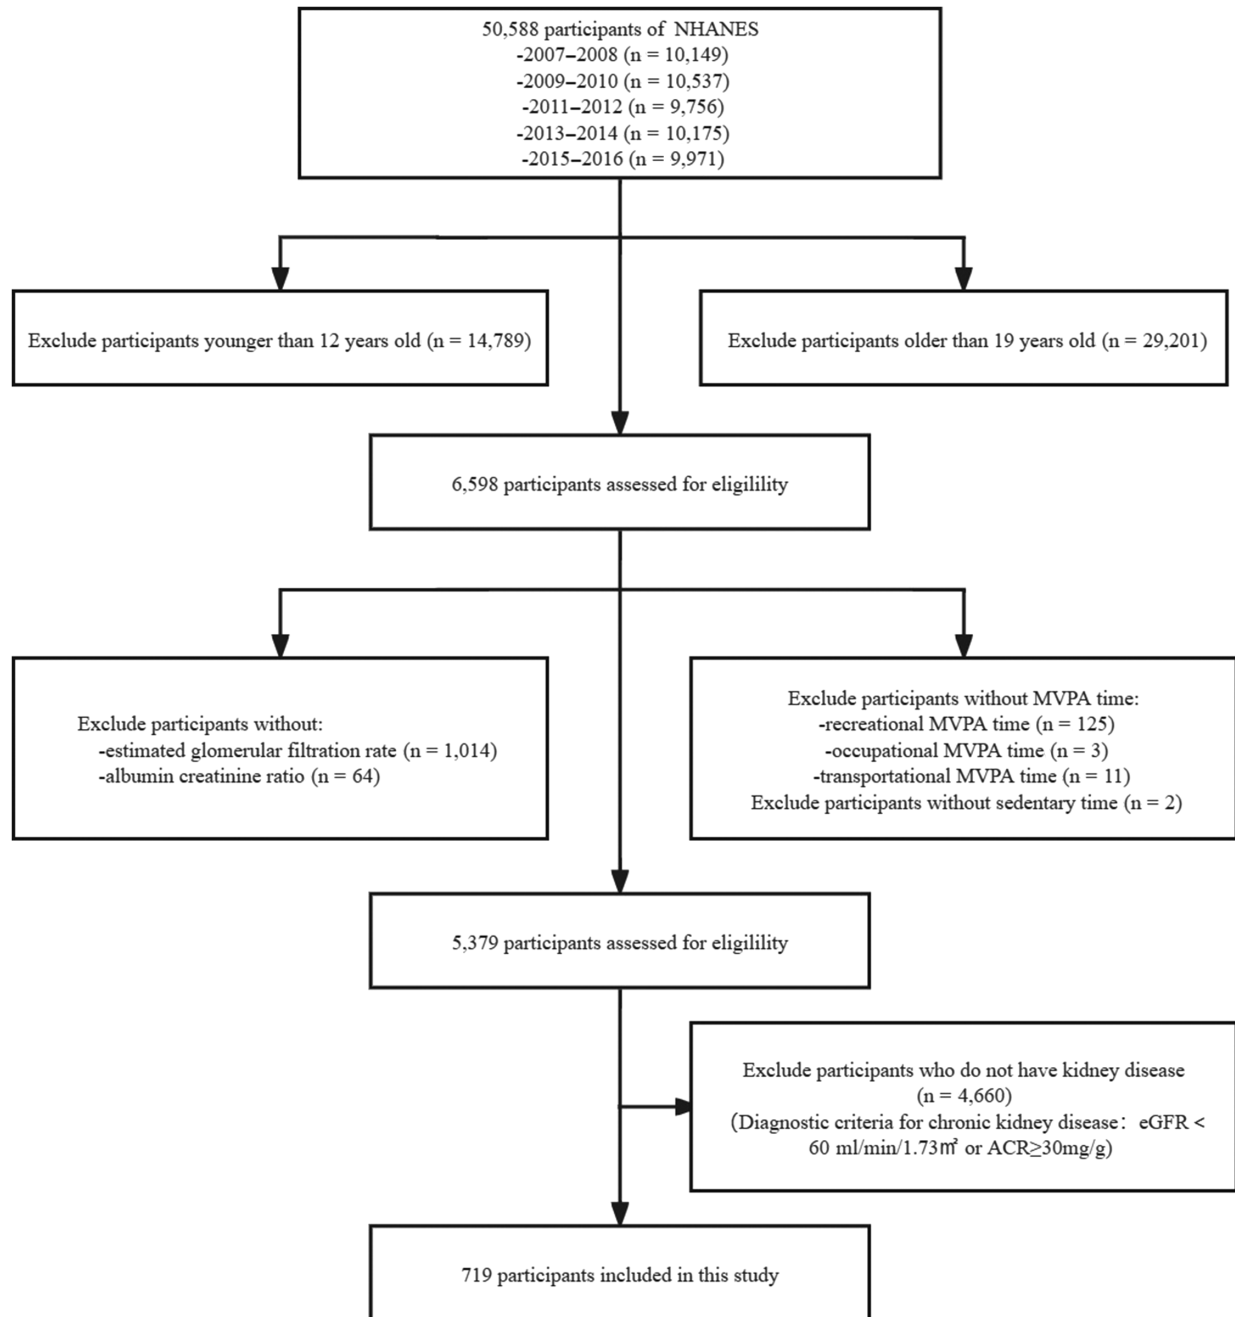 50,588 participants of NHANES
-2007–2008 (n = 10,149)
-2009–2010 (n = 10,537)
-2011–2012 (n = 9,756)
-2013–2014 (n = 10,175)
-2015–2016 (n = 9,971)
Exclude participants younger than 12 years old (n = 14,789)
Exclude participants older than 19 years old (n = 29,201)
6,598 participants assessed for eligilility
Exclude participants without:
-estimated glomerular filtration rate (n = 1,014)
-albumin creatinine ratio (n = 64)
Exclude participants without MVPA time:
-recreational MVPA time (n = 125)
-occupational MVPA time (n = 3)
-transportational MVPA time (n = 11)
Exclude participants without sedentary time (n = 2)
5,379 participants assessed for eligilility
Exclude participants who do not have kidney disease
(n = 4,660)
(Diagnostic criteria for chronic kidney disease： eGFR <
60 ml/min/1.73㎡ or ACR≥30mg/g)
719 participants included in this study